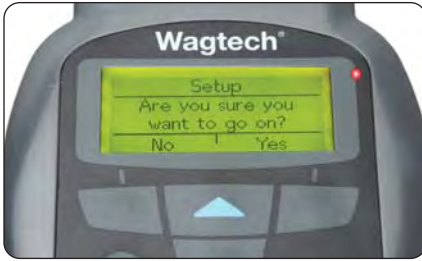 Wagtech®
Setup
Are you sure you
want to go on?
No Yes